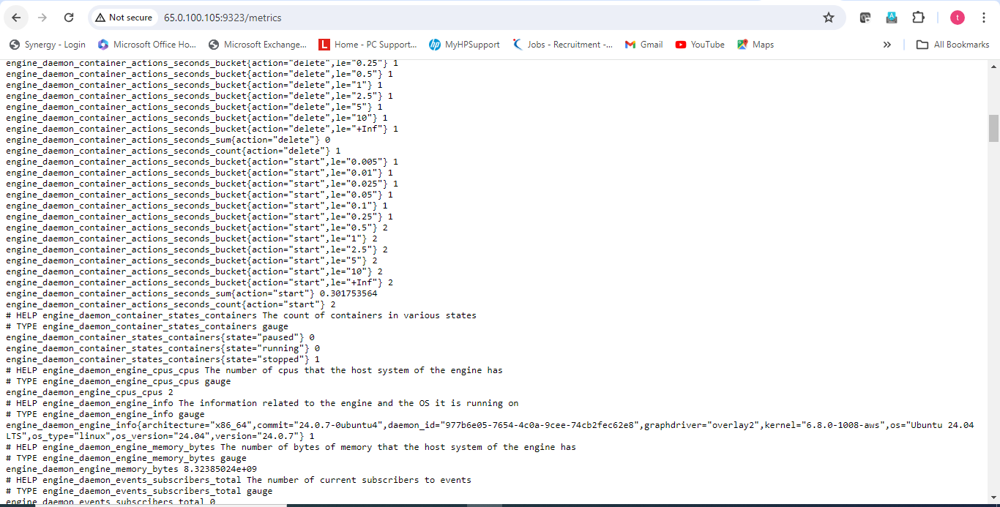 Not secure 65.0.100.105:9323/metrics
t
Synergy - Login Microsoft Office Ho... Microsoft Exchange... L Home - PC Support... hp MyHPSupport Jobs - Recruitment -... Gmail YouTube Maps » All Bookmarks
engine_daemon_container_actions_seconds_bucket{action="delete",le="0.25"} 1
engine_daemon_container_actions_seconds_bucket{action="delete",le="0.5"} 1
engine_daemon_container_actions_seconds_bucket{action="delete",le="1"} 1
engine_daemon_container_actions_seconds_bucket{action="delete",le="2.5"} 1
engine_daemon_container_actions_seconds_bucket{action="delete",le="5"} 1
engine_daemon_container_actions_seconds_bucket{action="delete",le="10"} 1
engine_daemon_container_actions_seconds_bucket{action="delete",le="+Inf"} 1
engine_daemon_container_actions_seconds_sum{action="delete"} 0
engine_daemon_container_actions_seconds_count{action="delete"} 1
engine_daemon_container_actions_seconds_bucket{action="start",le="0.005"} 1
engine_daemon_container_actions_seconds_bucket{action="start",le="0.01"} 1
engine_daemon_container_actions_seconds_bucket{action="start",le="0.025"} 1
engine_daemon_container_actions_seconds_bucket{action="start",le="0.05"} 1
engine_daemon_container_actions_seconds_bucket{action="start",le="0.1"} 1
engine_daemon_container_actions_seconds_bucket{action="start",le="0.25"} 1
engine_daemon_container_actions_seconds_bucket{action="start",le="0.5"} 2
engine_daemon_container_actions_seconds_bucket{action="start",le="1"} 2
engine_daemon_container_actions_seconds_bucket{action="start",le="2.5"} 2
engine_daemon_container_actions_seconds_bucket{action="start",le="5"} 2
engine_daemon_container_actions_seconds_bucket{action="start",le="10"} 2
engine_daemon_container_actions_seconds_bucket{action="start",le="+Inf"} 2
engine_daemon_container_actions_seconds_sum{action="start"} 0.301753564
engine_daemon_container_actions_seconds_count{action="start"} 2
# HELP engine_daemon_container_states_containers The count of containers in various states
# TYPE engine_daemon_container_states_containers gauge
engine_daemon_container_states_containers{state="paused"} 0
engine_daemon_container_states_containers{state="running"} 0
engine_daemon_container_states_containers{state="stopped"} 1
# HELP engine_daemon_engine_cpus_cpus The number of cpus that the host system of the engine has
# TYPE engine_daemon_engine_cpus_cpus gauge
engine_daemon_engine_cpus_cpus 2
# HELP engine_daemon_engine_info The information related to the engine and the OS it is running on
# TYPE engine_daemon_engine_info gauge
engine_daemon_engine_info{architecture="x86_64",commit="24.0.7-0ubuntu4",daemon_id="977b6e05-7654-4c0a-9cee-74cb2fec62e8",graphdriver="overlay2",kernel="6.8.0-1008-aws",os="Ubuntu 24.04
LTS",os_type="linux",os_version="24.04",version="24.0.7"} 1
# HELP engine_daemon_engine_memory_bytes The number of bytes of memory that the host system of the engine has
# TYPE engine_daemon_engine_memory_bytes gauge
engine_daemon_engine_memory_bytes 8.32385024e+09
# HELP engine_daemon_events_subscribers_total The number of current subscribers to events
# TYPE engine_daemon_events_subscribers_total gauge
engine_daemon_events_subscribers_total 0